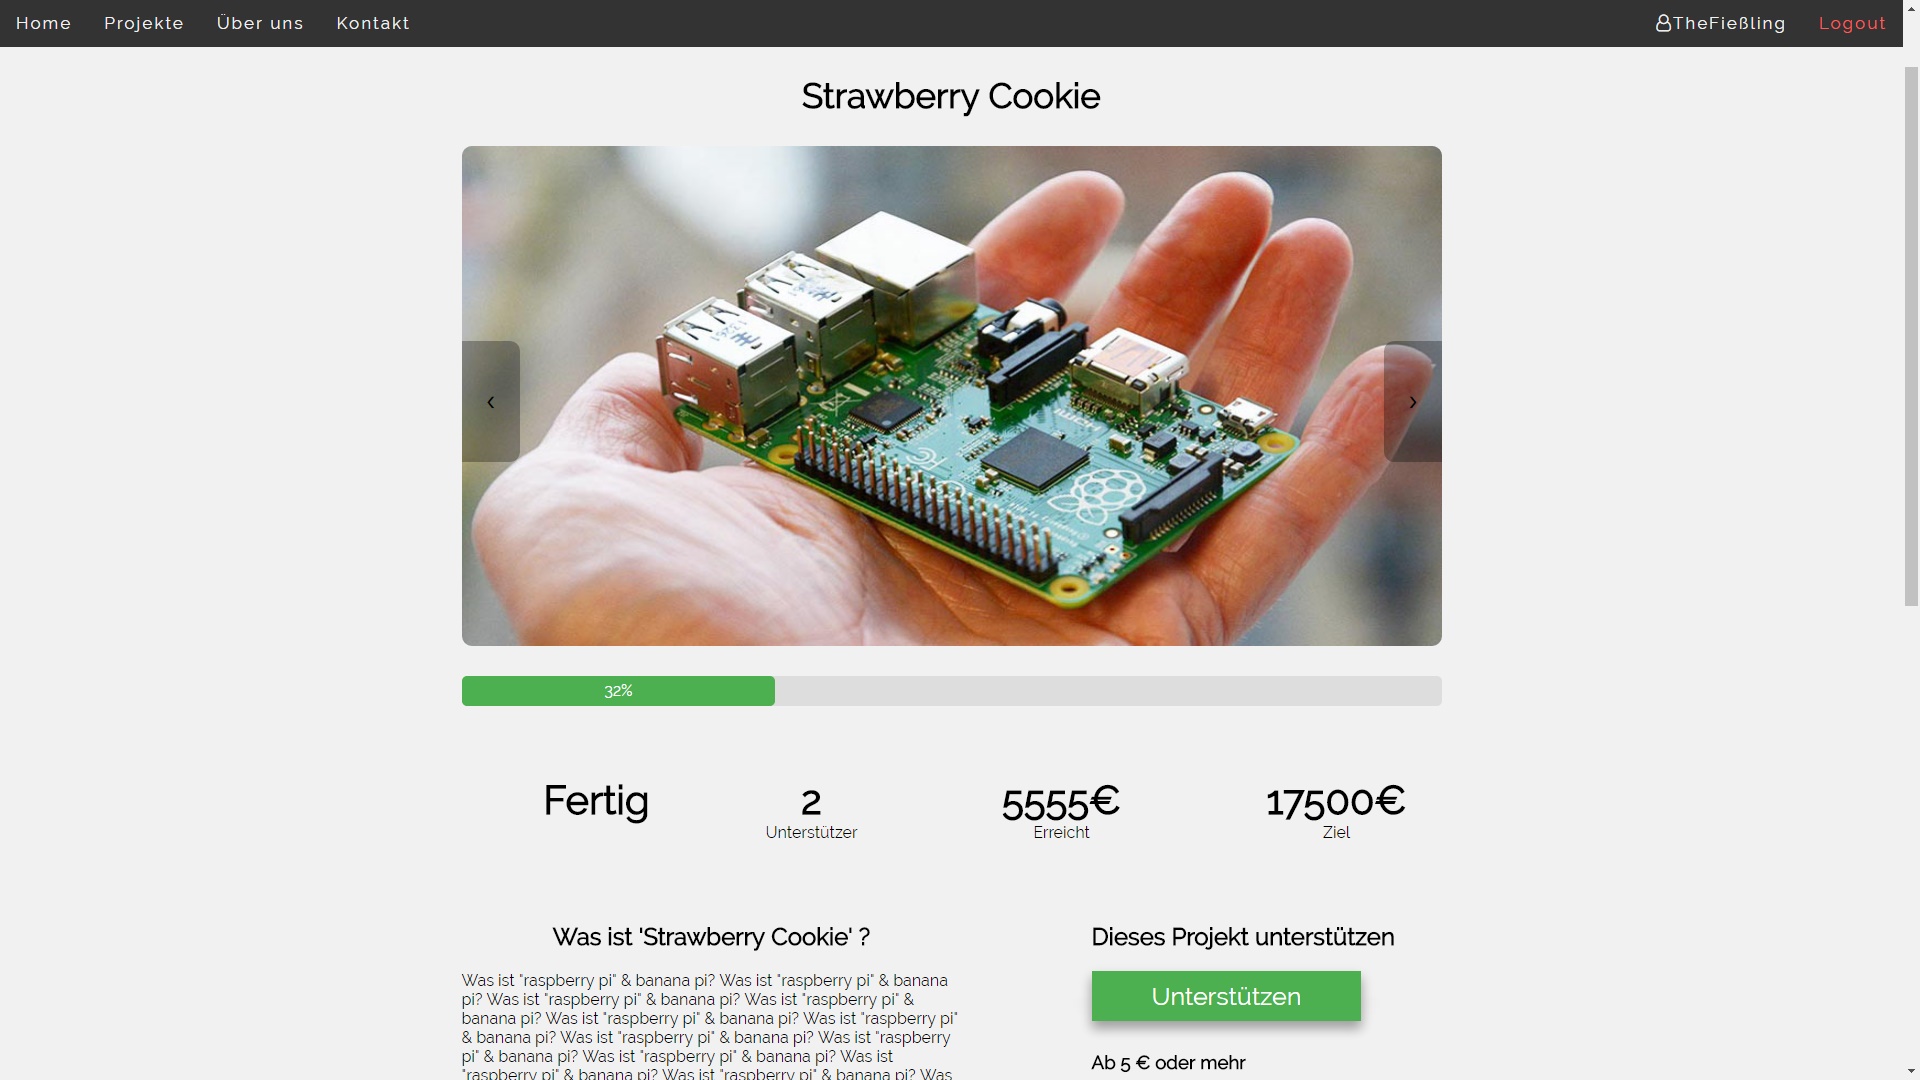 Home Projekte Über uns Kontakt TheFießling Logout
Strawberry Cookie
‹ ›
32%
Fertig 2 5555€ 17500€
Unterstützer Erreicht Ziel
Was ist 'Strawberry Cookie' ?
Was ist "raspberry pi" & banana pi? Was ist "raspberry pi" & banana
pi? Was ist "raspberry pi" & banana pi? Was ist "raspberry pi" &
banana pi? Was ist "raspberry pi" & banana pi? Was ist "raspberry pi"
& banana pi? Was ist "raspberry pi" & banana pi? Was ist "raspberry
pi" & banana pi? Was ist "raspberry pi" & banana pi? Was ist
"raspberry pi" & banana pi? Was ist "raspberry pi" & banana pi? Was
Dieses Projekt unterstützen
Unterstützen
Ab 5 € oder mehr